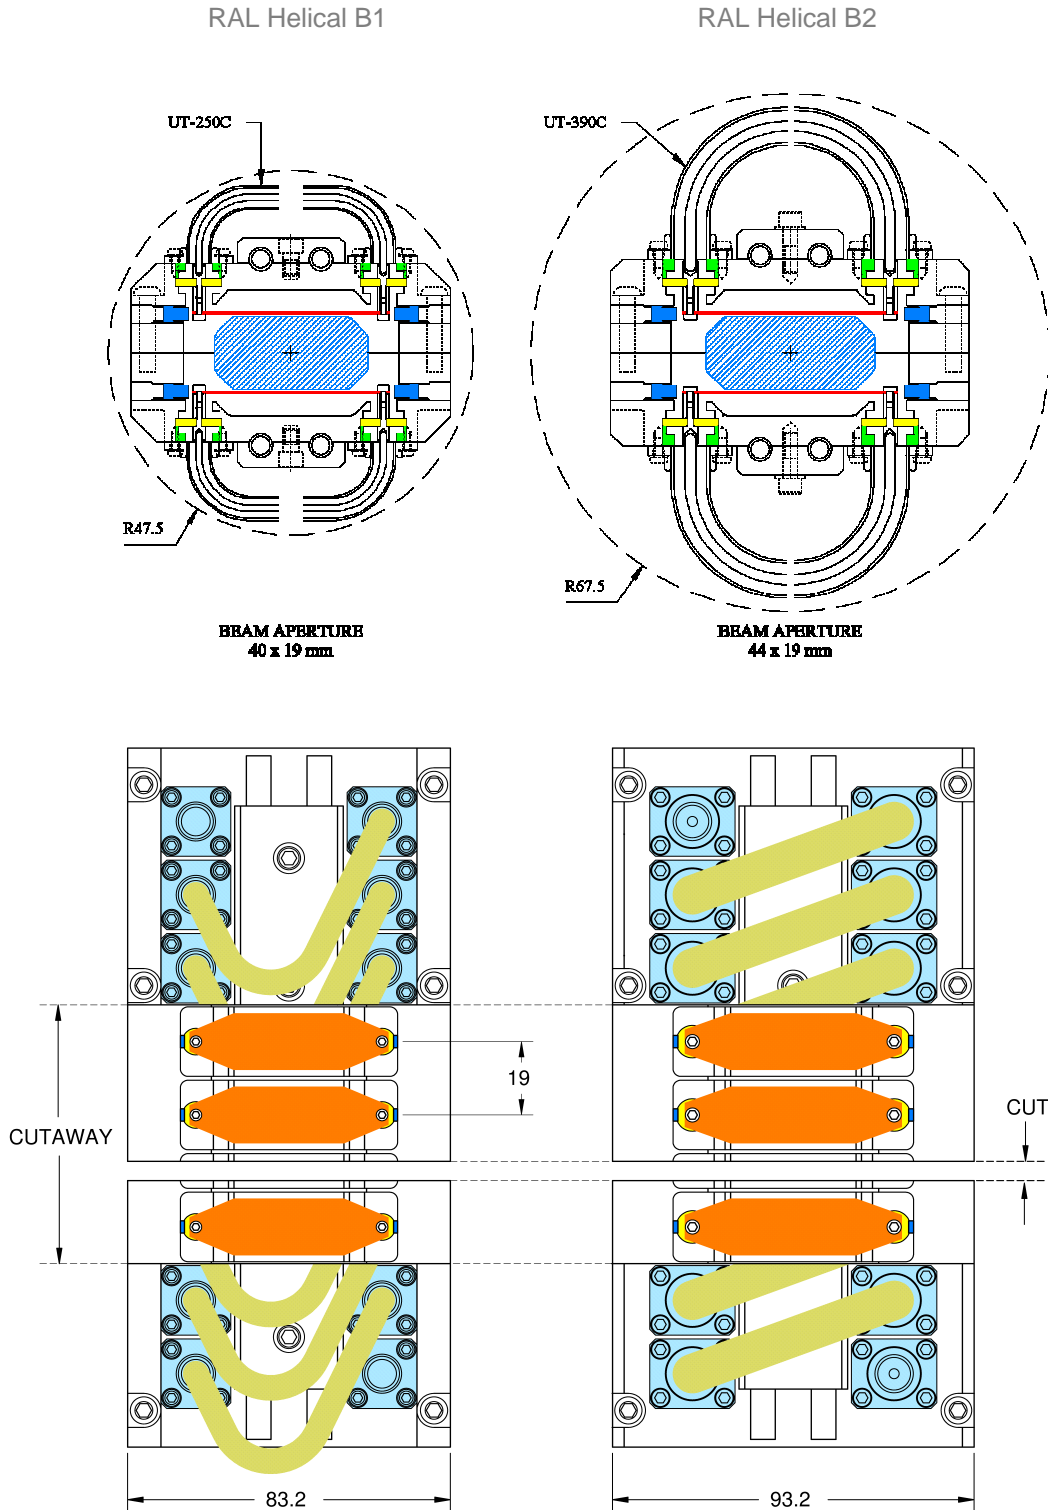 RAL Helical B1
RAL Helical B2
UT-250C
UT-390C
R47.5
R67.5
BEAM APERTURE
40 x 19 mm
BEAM APERTURE
44 x 19 mm
19
CUT
CUTAWAY
83.2
93.2